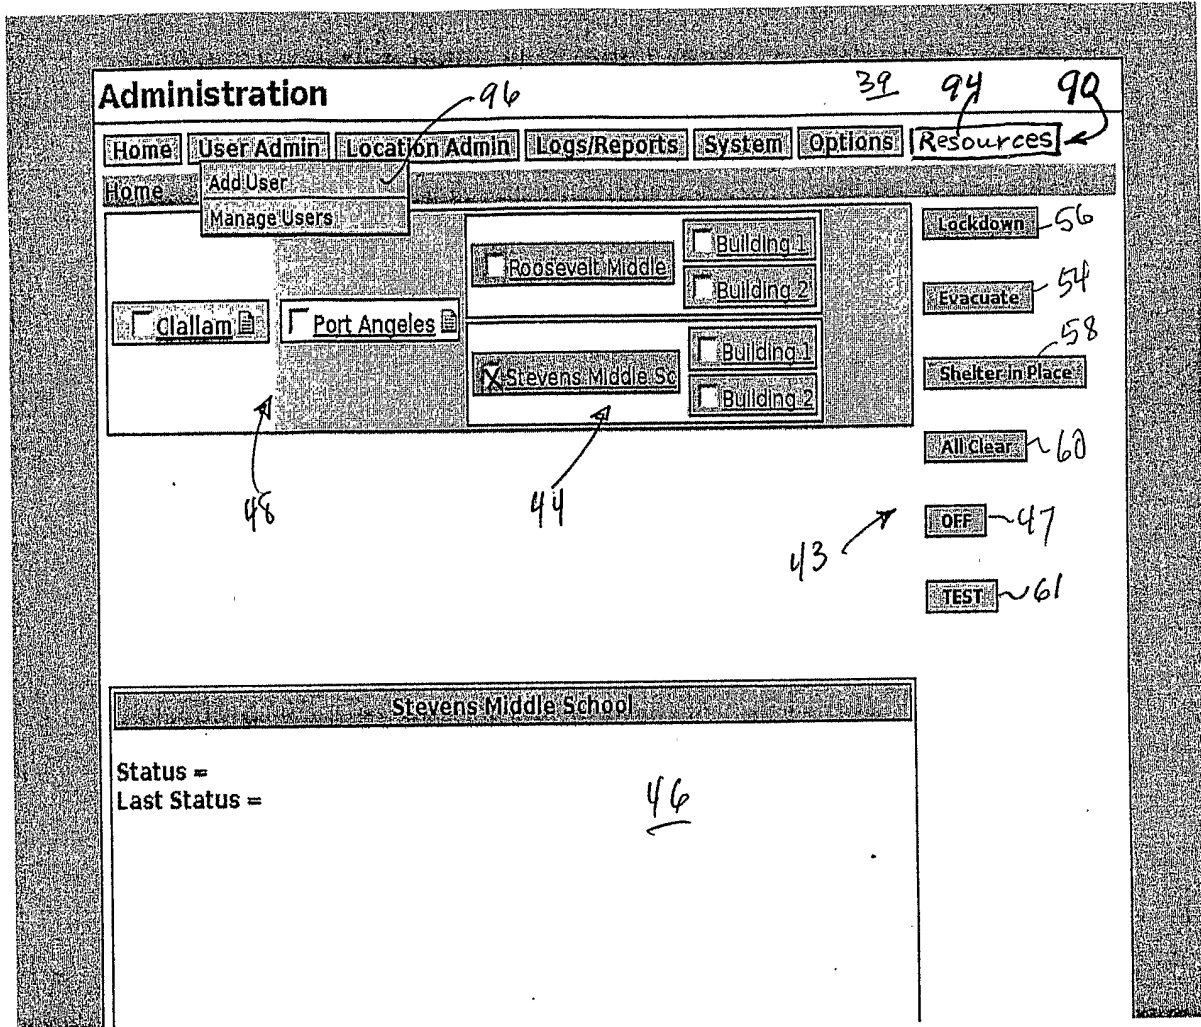 Administration 96 39 94 90
Home User Admin Location Admin Logs/Reports System Options Resources
Home Add User
Manage Users
Lockdown 56
Building 1
Roosevelt Middle
Building 2
Evacuate 54
Clallam Port Angeles
Building 1
58
Shelter in Place
Stevens Middle Sc
Building 2
All Clear 60
48 44
OFF 47
43
TEST 61
Stevens Middle School
Status =
Last Status =
46